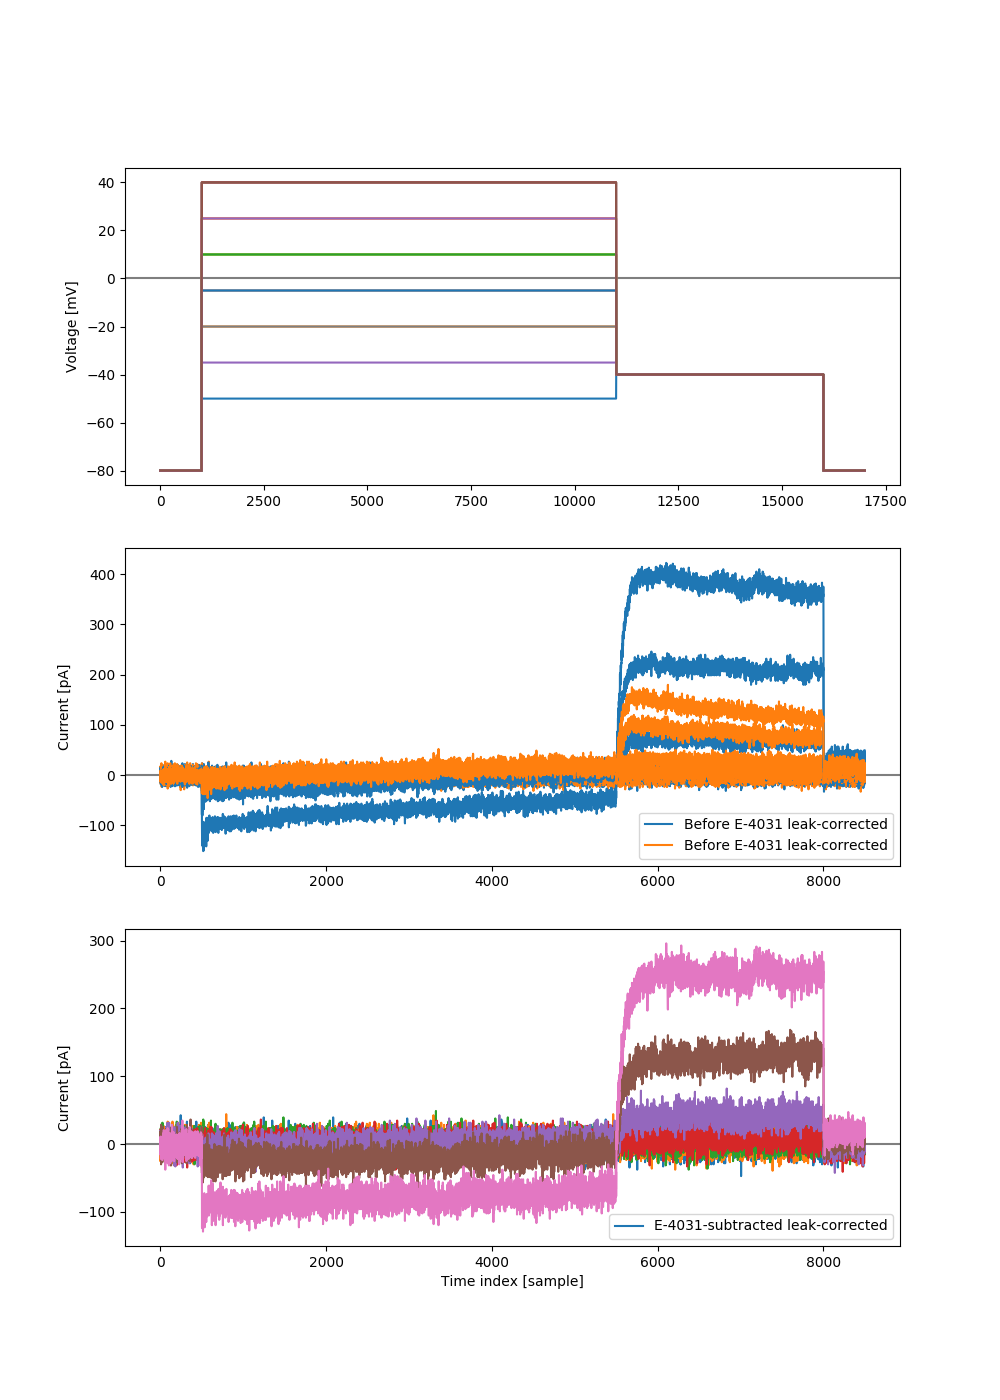 40
20
0
−20
−40
−60
−80
Voltage [mV]
0 2500 5000 7500 10000 12500 15000 17500
400
300
200
100
0
−100
Current [pA]
Before E-4031 leak-corrected
Before E-4031 leak-corrected
0 2000 4000 6000 8000
300
200
100
0
−100
Current [pA]
E-4031-subtracted leak-corrected
0 2000 4000 6000 8000
Time index [sample]